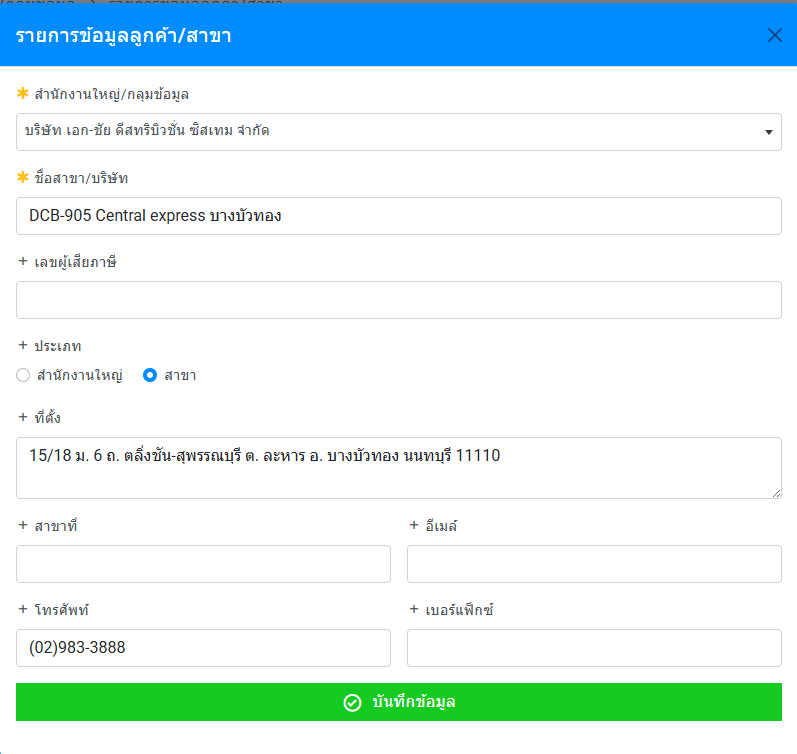 รายการข้อมูลลูกค้า/สาขา
✱ สำนักงานใหญ่/กลุ่มข้อมูล
บริษัท เอก-ชัย ดีสทริบิวชั่น ซิสเทม จำกัด
✱ ชื่อสาขา/บริษัท
DCB-905 Central express บางบัวทอง
+ เลขผู้เสียภาษี
+ ประเภท
สำนักงานใหญ่ สาขา
+ ที่ตั้ง
15/18 ม. 6 ถ. ตลิ่งชัน-สุพรรณบุรี ต. ละหาร อ. บางบัวทอง นนทบุรี 11110
+ สาขาที่ + อีเมล์
+ โทรศัพท์ + เบอร์แฟ็กซ์
(02)983-3888
บันทึกข้อมูล